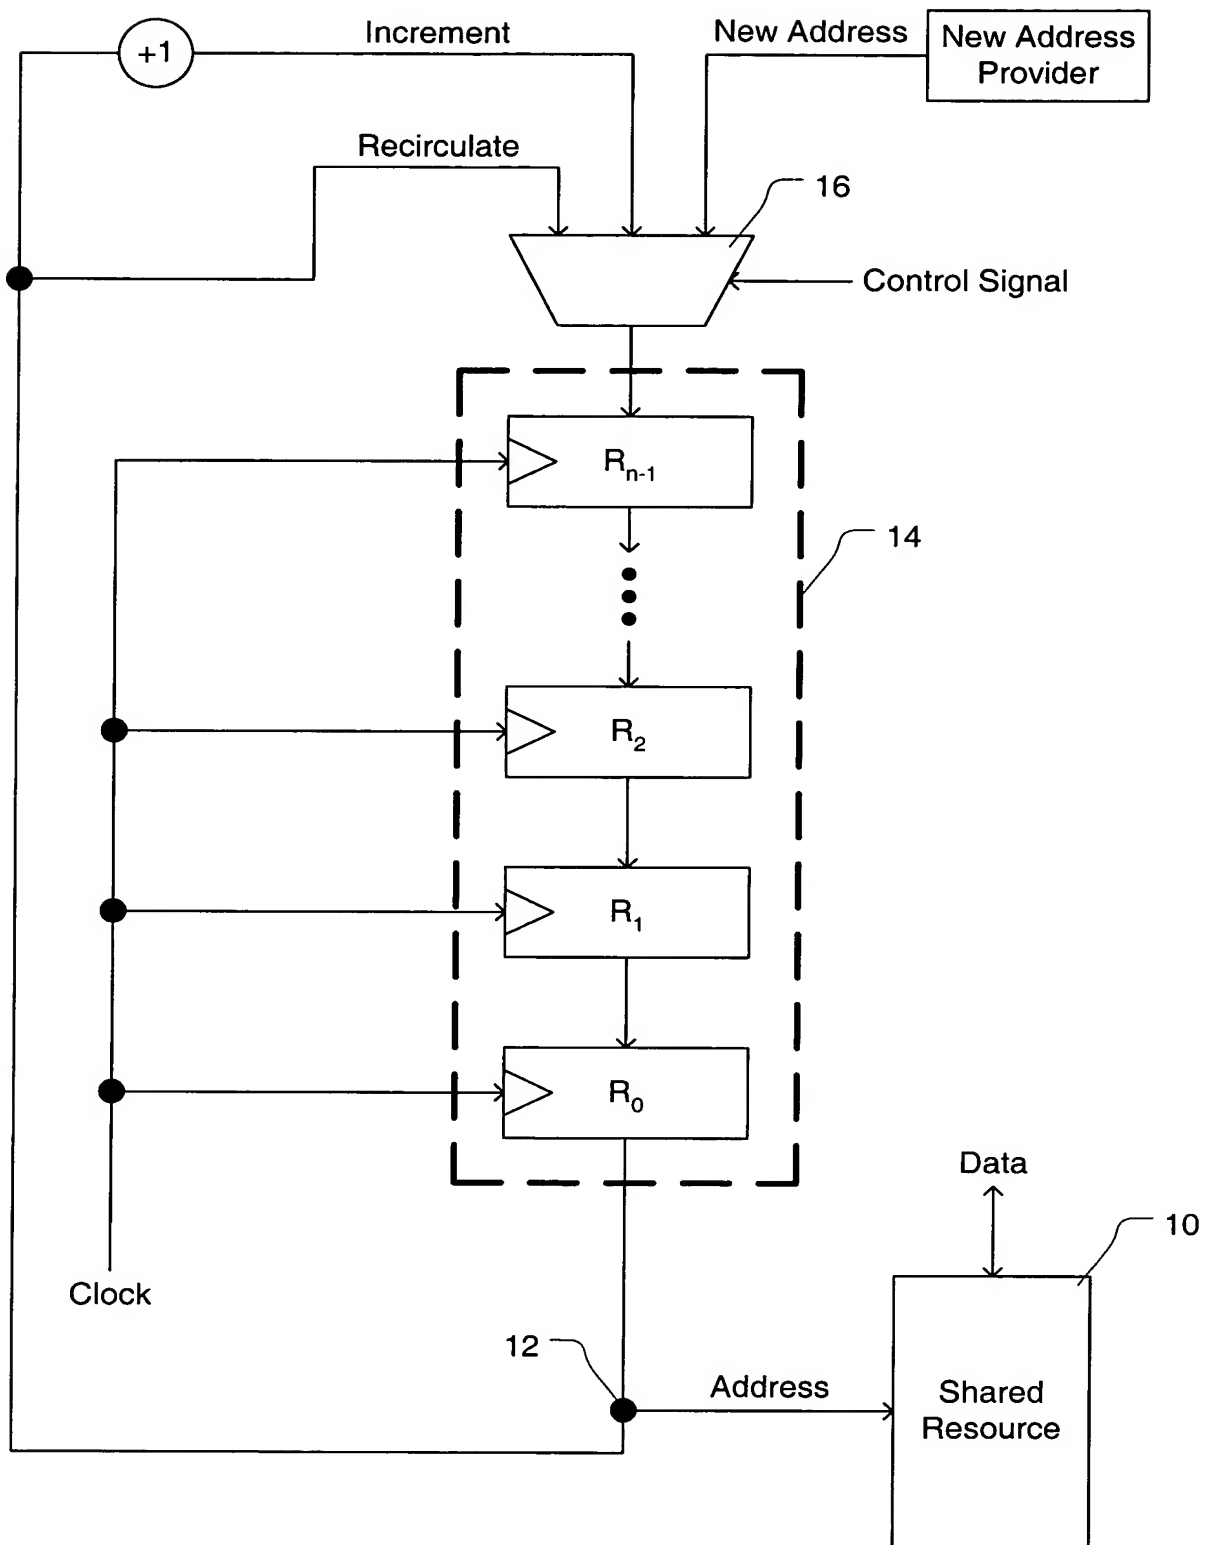 +1
Increment
New Address
New Address
Provider
Recirculate
16
Control Signal
Rn-1
14
R2
R1
R0
Data
10
Clock
12
Address
Shared
Resource